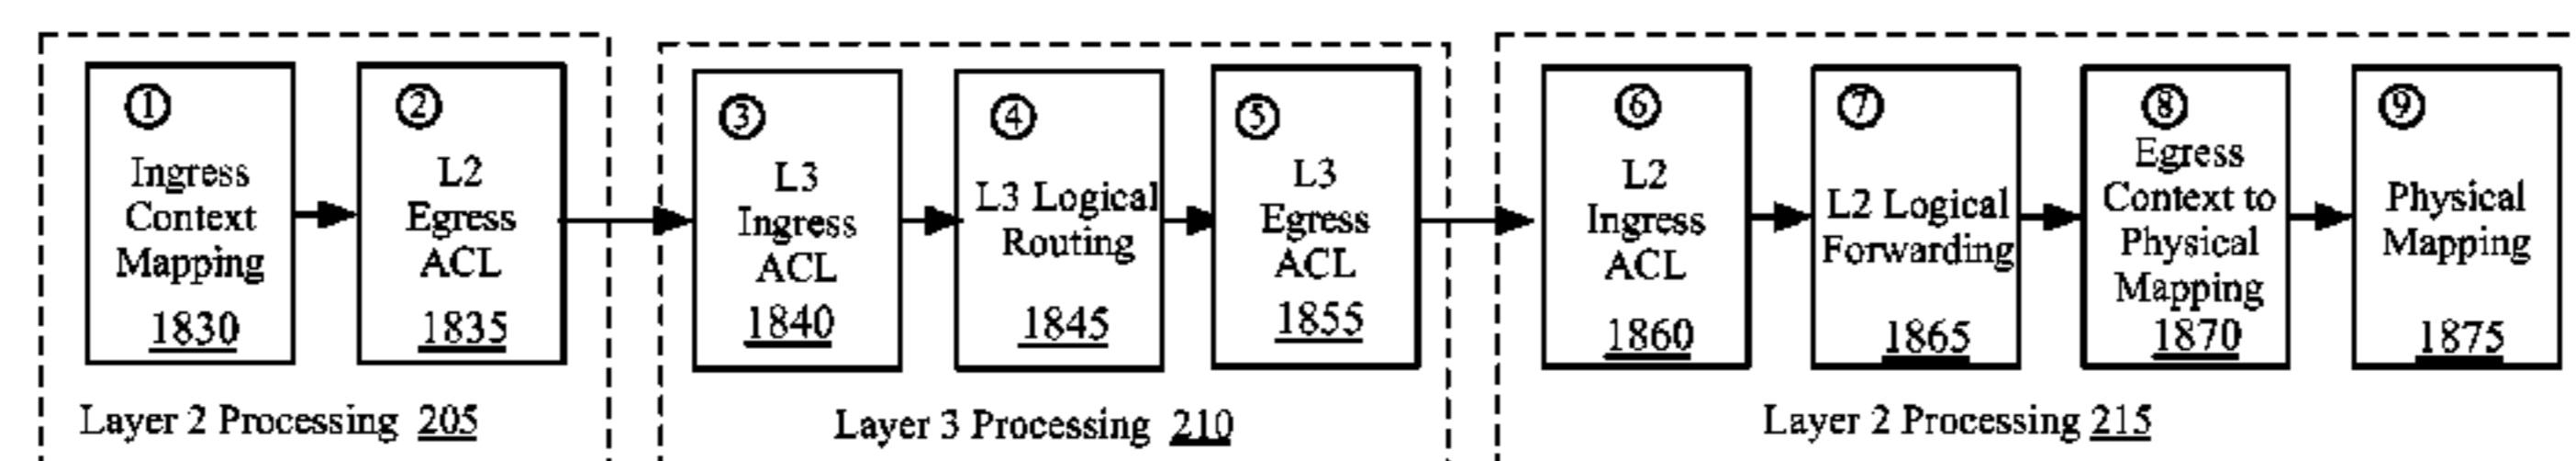 ①
Ingress
Context
Mapping
1830
②
L2
Egress
ACL
1835
Layer 2 Processing 205
③
L3
Ingress
ACL
1840
④
L3 Logical
Routing
1845
⑤
L3
Egress
ACL
1855
Layer 3 Processing 210
⑥
L2
Ingress
ACL
1860
⑦
L2 Logical
Forwarding
1865
⑧
Egress
Context to
Physical
Mapping
1870
⑨
Physical
Mapping
1875
Layer 2 Processing 215